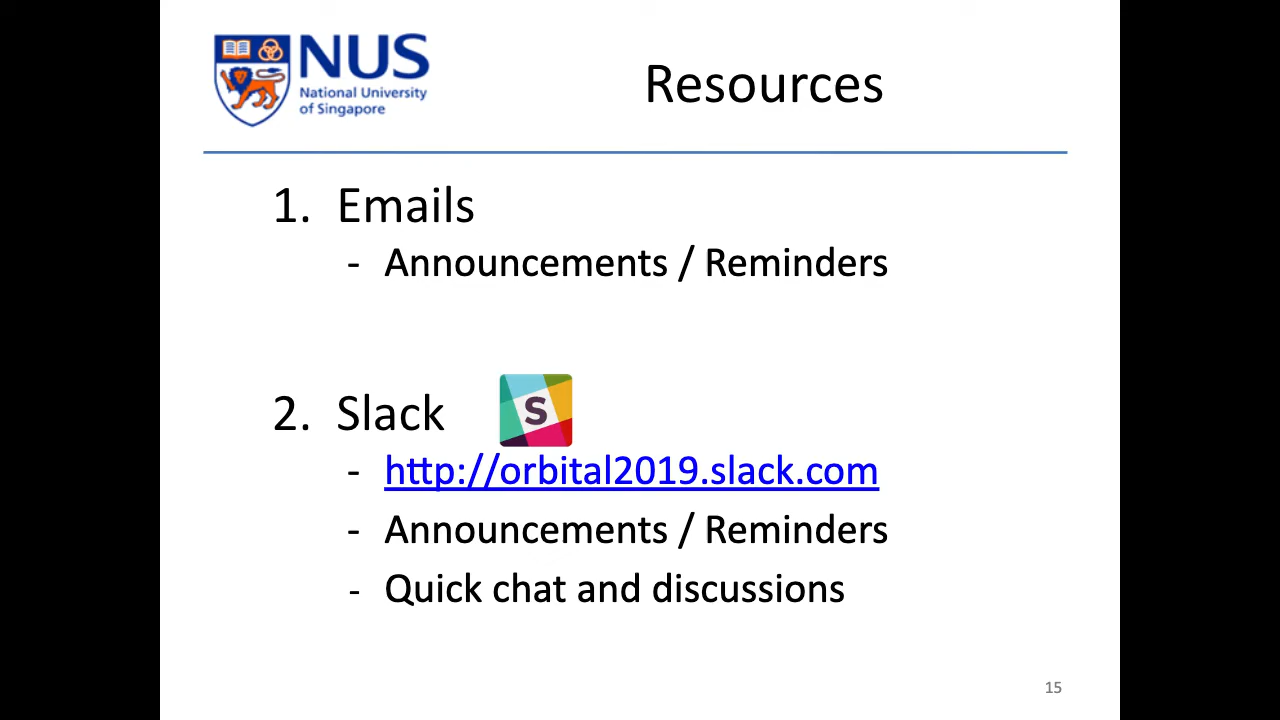 NUS
National University
of Singapore
Resources
1. Emails
- Announcements / Reminders
2. Slack
S
- http://orbital2019.slack.com
- Announcements / Reminders
- Quick chat and discussions
15